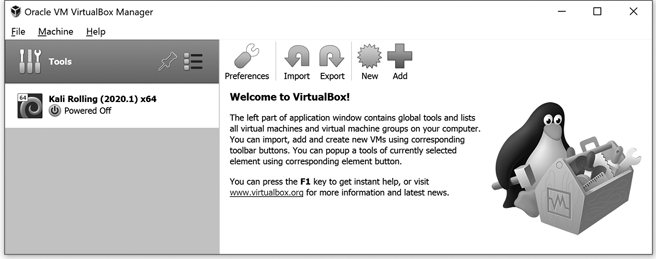 Oracle VM VirtualBox Manager
File Machine Help
Tools
Preferences Import Export New Add
64
Kali Rolling (2020.1) x64
Powered Off
Welcome to VirtualBox!
The left part of application window contains global tools and lists
all virtual machines and virtual machine groups on your computer.
You can import, add and create new VMs using corresponding
toolbar buttons. You can popup a tools of currently selected
element using corresponding element button.
You can press the F1 key to get instant help, or visit
www.virtualbox.org for more information and latest news.